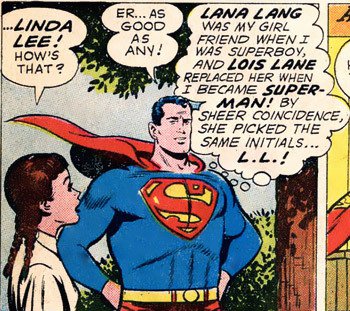 ...LINDA
LEE!
HOW'S
THAT?
ER...AS
GOOD
AS
ANY!
LANA LANG
WAS MY GIRL
FRIEND WHEN I
WAS SUPERBOY,
AND LOIS LANE
REPLACED HER WHEN
I BECAME SUPER-
MAN! BY
SHEER COINCIDENCE,
SHE PICKED THE
SAME INITIALS...
L.L.!
S